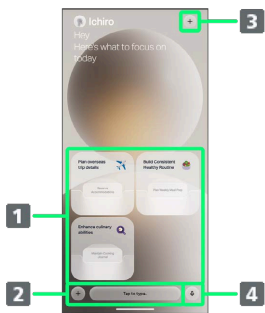 Ichiro
+
3
Hey
Here's what to focus on
today
Plan overseas
trip details
Build Consistent
Healthy Routine
1
Enhance culinary
abilities
2
+
Tap to type
4